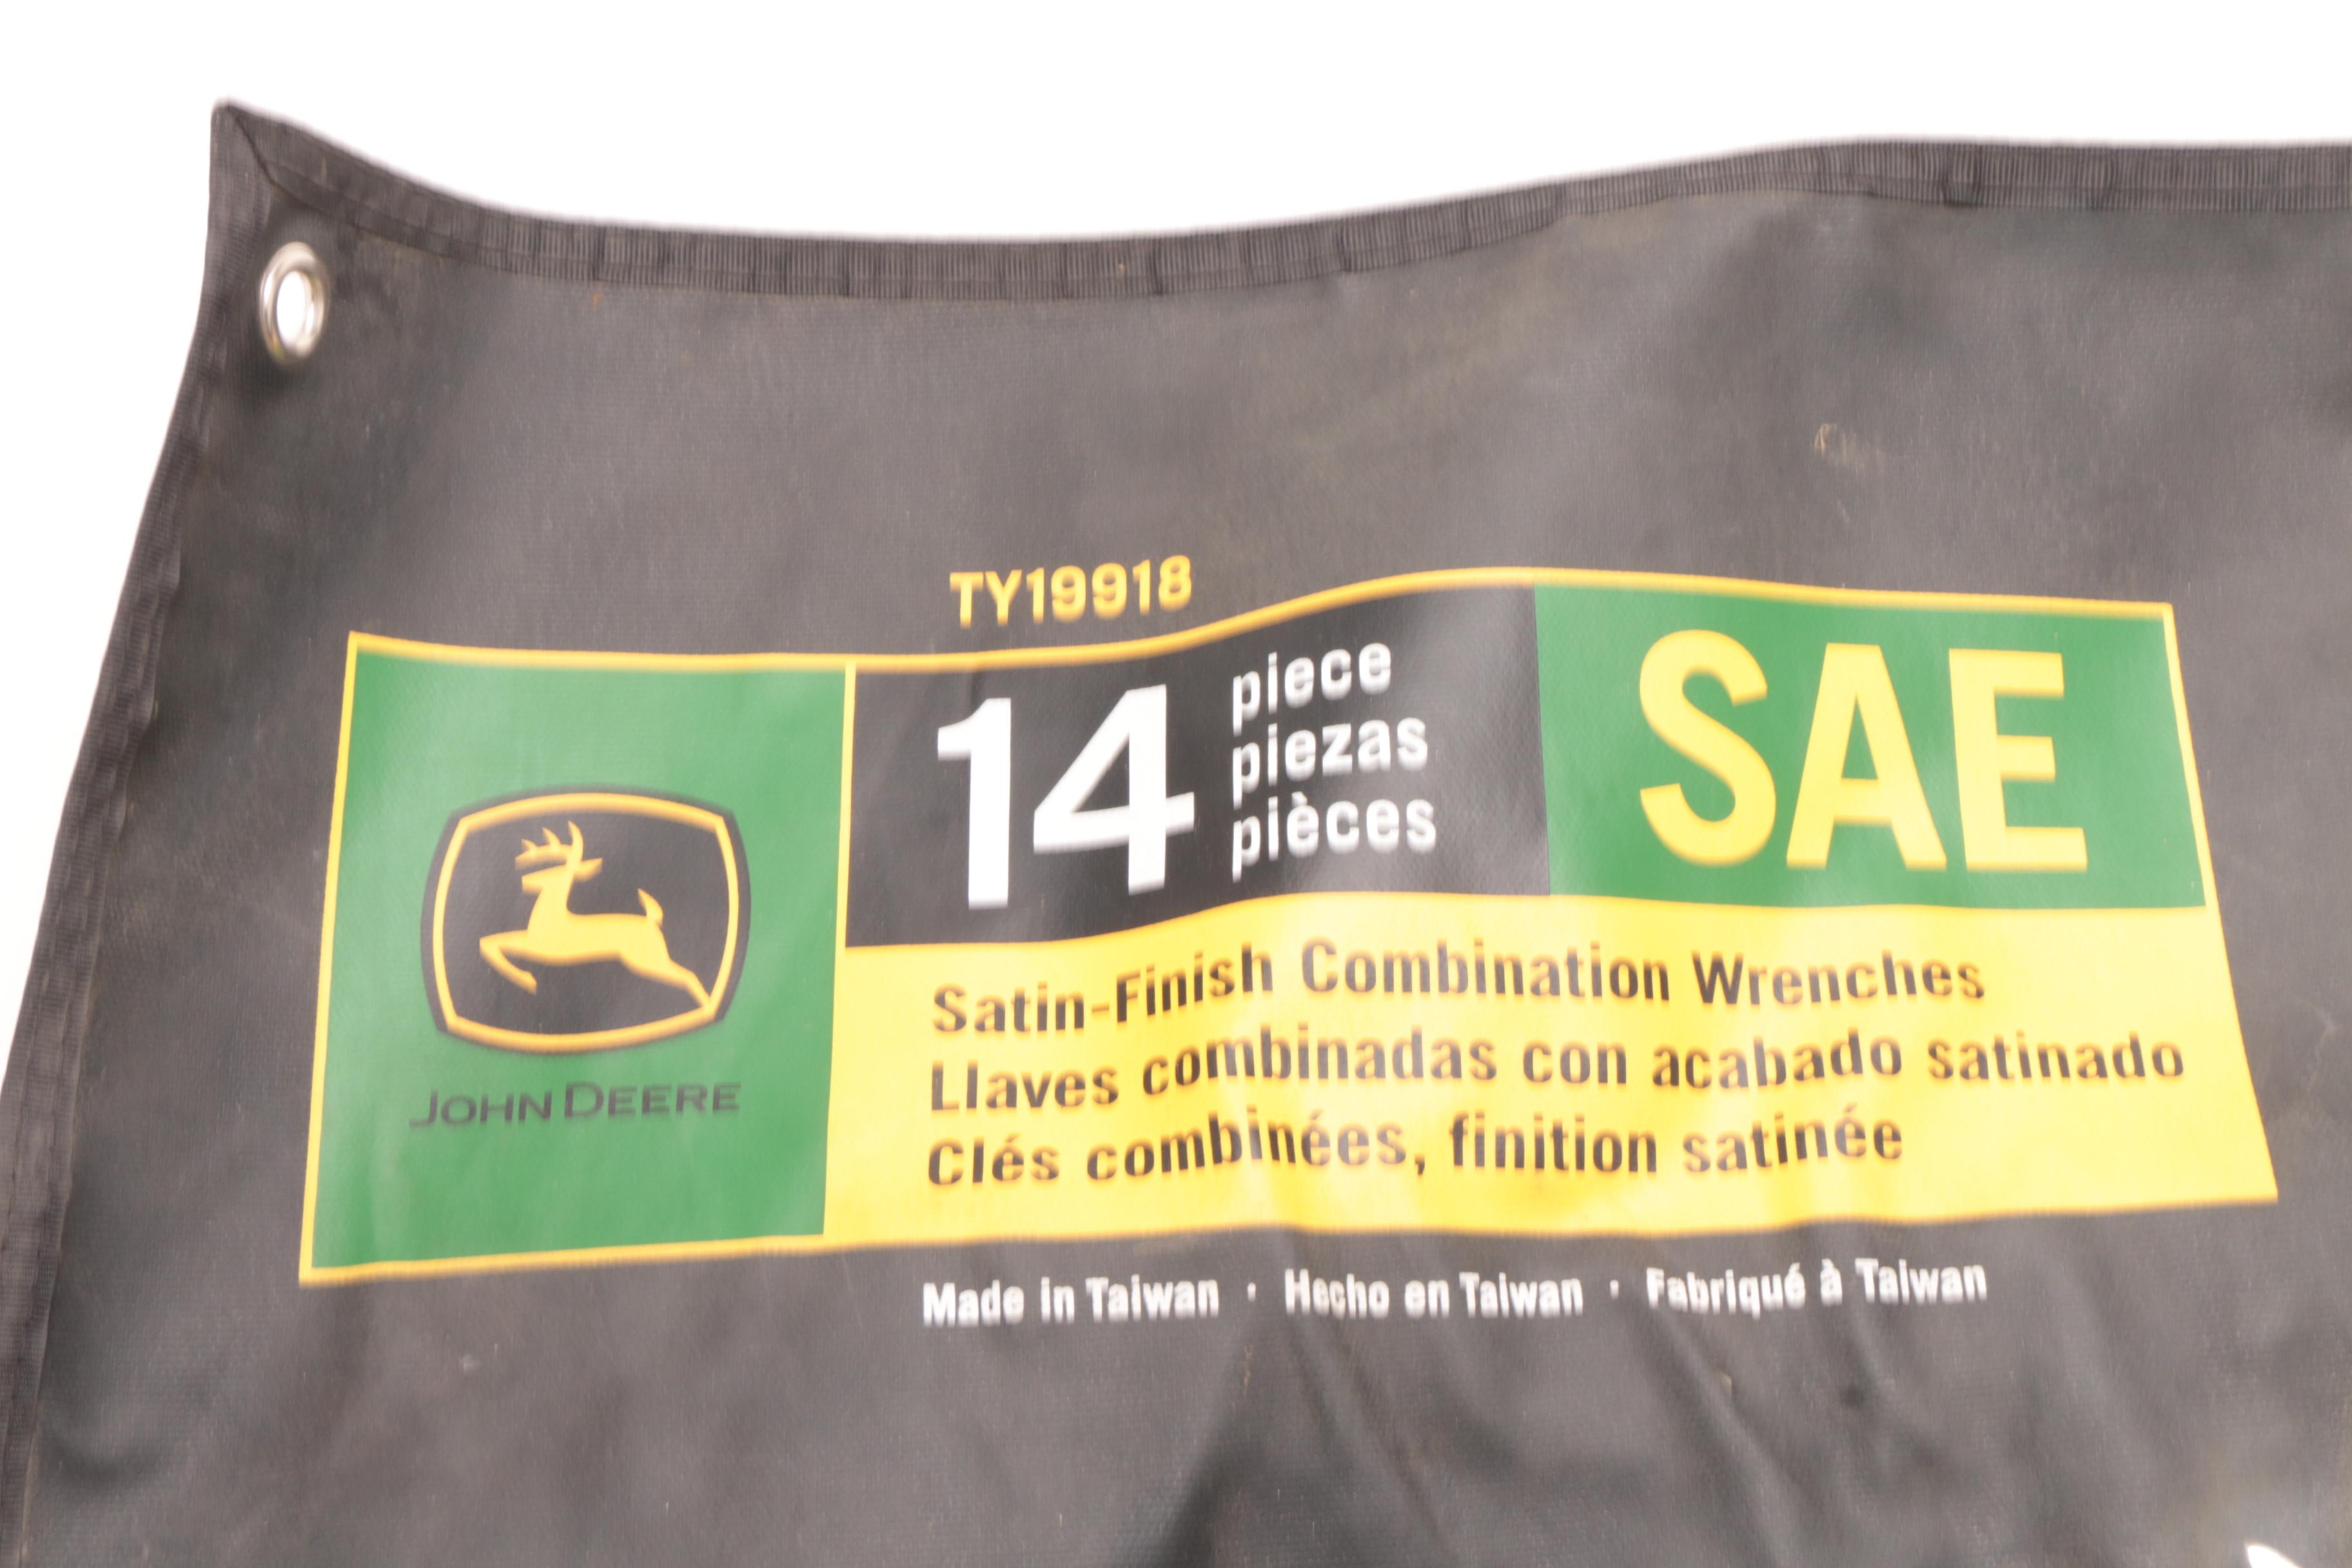 TY19918
14
piece
piezas
pièces
SAE
JOHN DEERE
Satin-Finish Combination Wrenches
Llaves combinadas con acabado satinado
Clés combinées, finition satinée
Made in Taiwan · Hecho en Taiwan · Fabriqué à Taiwan